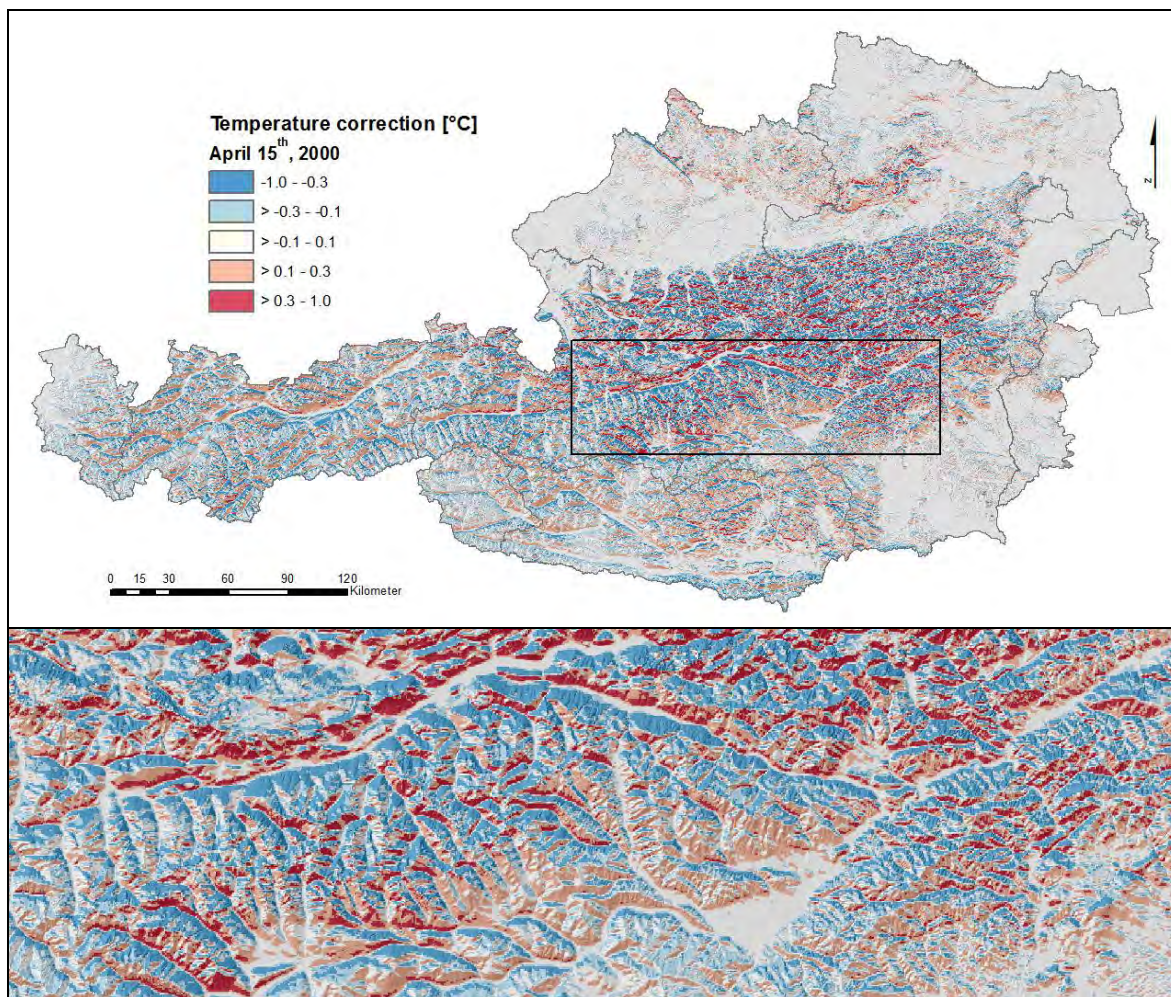 Temperature correction [°C]
April 15th, 2000
-1.0 - -0.3
> -0.3 - -0.1
> -0.1 - 0.1
> 0.1 - 0.3
> 0.3 - 1.0
N
0 15 30 60 90 120
Kilometer